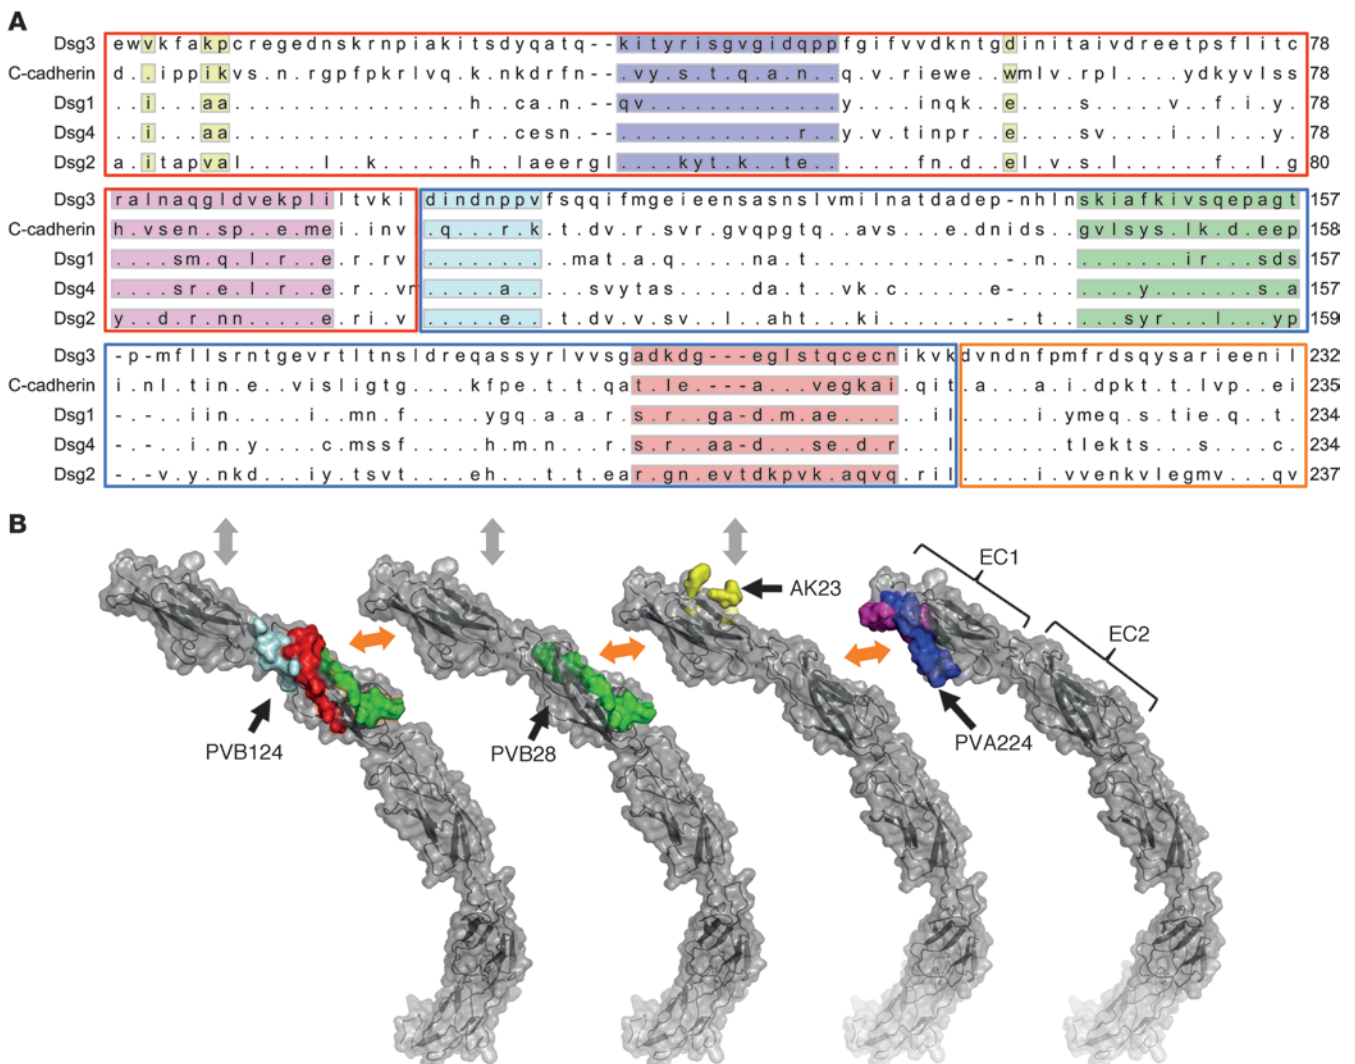 A
Dsg3 ewvkfakpcregednskrnpiakitsdyqatq--kityrisgvgidqppfgifvvdkntgdinitaivdreetpsflitc 78
C-cadherin d..ippikvs.n.rgpfpkrlvqk.nkdrfn--.vy.s.t.q.a.n..q.v.riewe.wmlv.rpl....ydkyvlss 78
Dsg1 ..i...aa................h..ca.n.--qv.............y....inqk..e....s.....v..f.i.y. 78
Dsg4 ..i...aa................r..cesn.--............r..y.v.tinpr..e....sv....i..l...y. 78
Dsg2 a.itapval.....l..k......h..laeergl....kyt.k..te........fn.d..el.v.s.l......f..l.g 80
Dsg3 ralnaqgldvekpliltvkidindnppvfsqqifmgeieensasnslvmilnatdadep-nhlnskiafkivsqepagt 157
C-cadherin h.vsen.sp..e.mei.inv.q...r.k.t.dv.r.svr.gvqpgtq..avs...e.dnids..gvlsys.lk.d.eep 158
Dsg1 ....sm.q.l.r..e.r.rv..........mat.a.q.....na.t.............-.n.........ir...sds 157
Dsg4 ....sr.e.l.r..e.r..vr.....a.....svytas.....da.t..vk.c......e-........y.......s.a 157
Dsg2 y..d.r.nn.....e.ri.v.....e...t.dv.v.sv..l..aht...ki.........-.t.....syr...l...yp 159
Dsg3 -p-mfllsrntgevrtltnsldreqassyrlvvsgadkdg---eglstqcecnikvkdvndnfpmfrdsqysarieenil 232
C-cadherin i.nl.tin.e..visligtg....kfpe.t.t.qat.le.---.a...vegkai.qit.a...a.i.dpkt.t.lvp..ei 235
Dsg1 -.-..iin.....i..mn.f.....ygq.a.a.r.s.r..ga-d.m.ae......il......i.ymeq.s.tie.q..t. 234
Dsg4 -.-..i.n.y....c.mssf.....h.m.n...r.s.r..aa-d...se.d.r...l........tlekts...s....c. 234
Dsg2 -.-v.y.nkd...iy.tsvt.....eh...t.t.ear.gn.evtdkpvk.aqvq.ril.......i.vvenkvlegmv...qv 237
B
EC1
AK23
EC2
PVB124
PVB28
PVA224